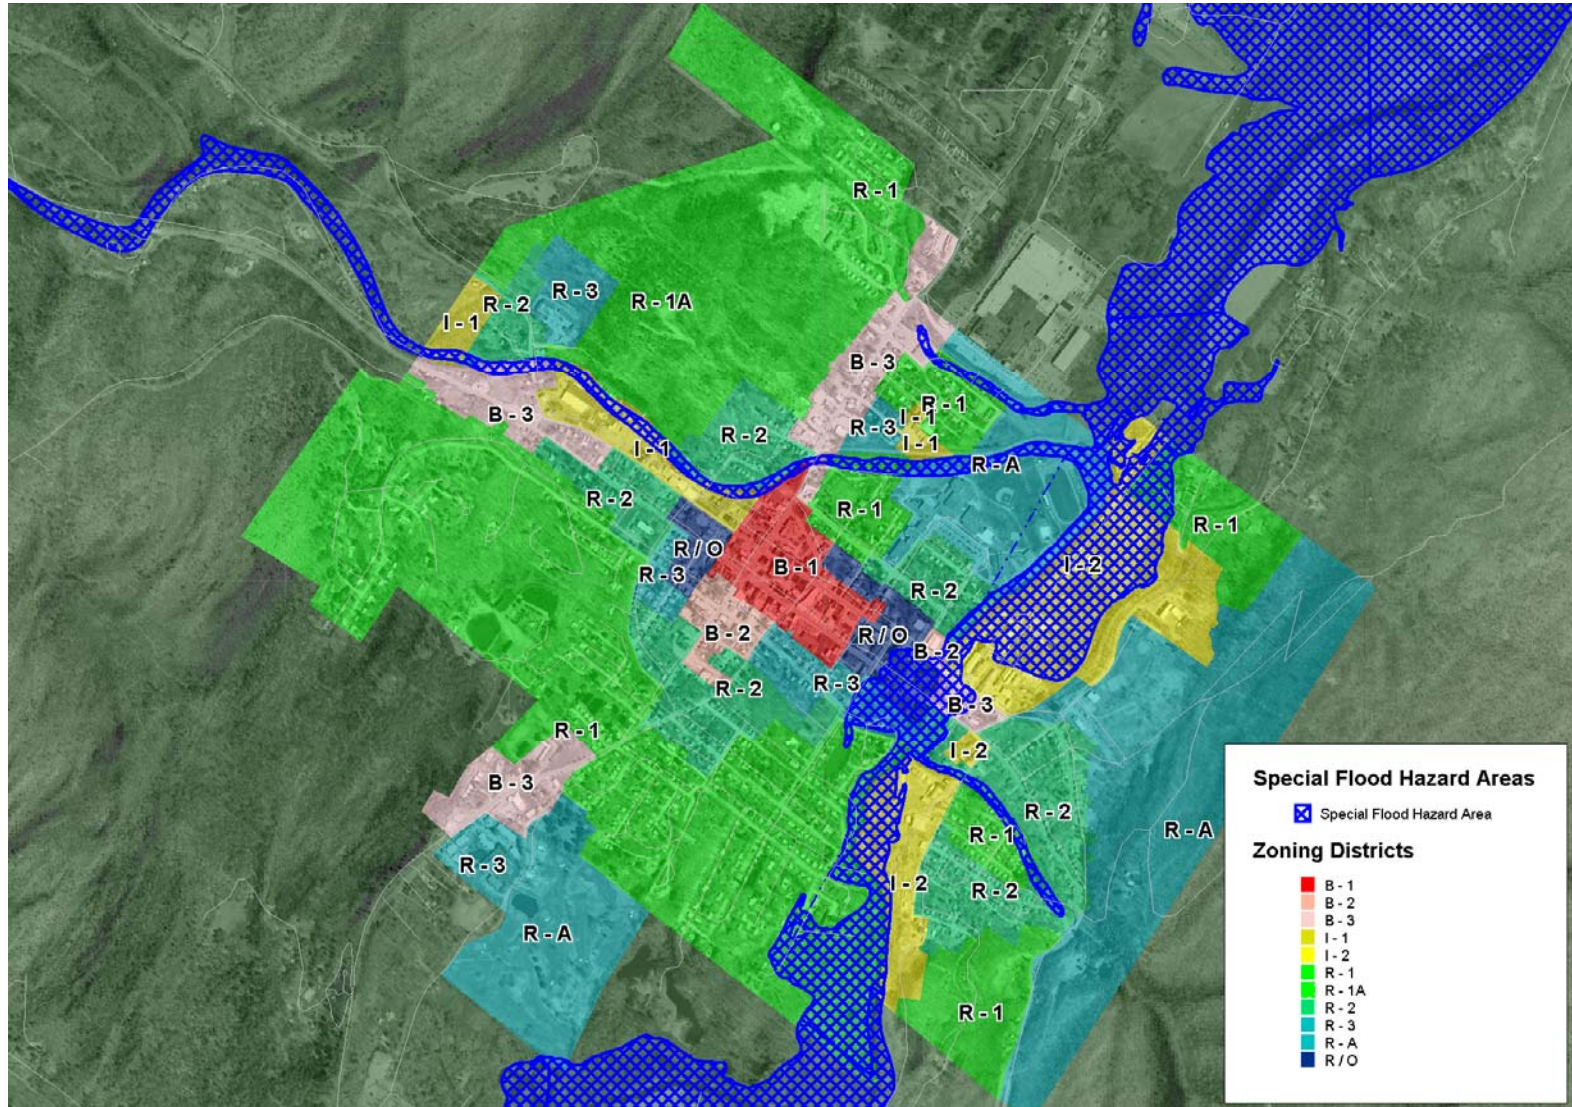 R - 1
R - 3
R - 2
R - 1A
I - 1
B - 3
R - 1
B - 3
I - 1
R - 3
I - 1
R - 2
I - 1
R - A
R - 2
R - 1
R - 1
R / O
B - 1
I - 2
R - 3
R - 2
B - 2
R / O
B - 2
R - 2
R - 3
B - 3
R - 1
I - 2
B - 3
R - 2
R - 1
R - A
R - 3
I - 2
R - 2
R - A
R - 1
Special Flood Hazard Areas
Special Flood Hazard Area
Zoning Districts
B - 1
B - 2
B - 3
I - 1
I - 2
R - 1
R - 1A
R - 2
R - 3
R - A
R / O